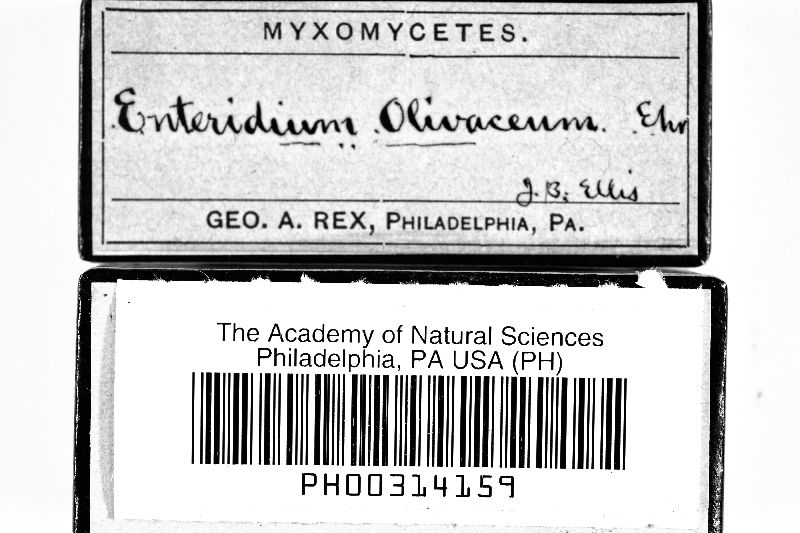 MYXOMYCETES.
Enteridium Olivaceum. Ehr
J. B. Ellis
GEO. A. REX, PHILADELPHIA, PA.
The Academy of Natural Sciences
Philadelphia, PA USA (PH)
PH00314159